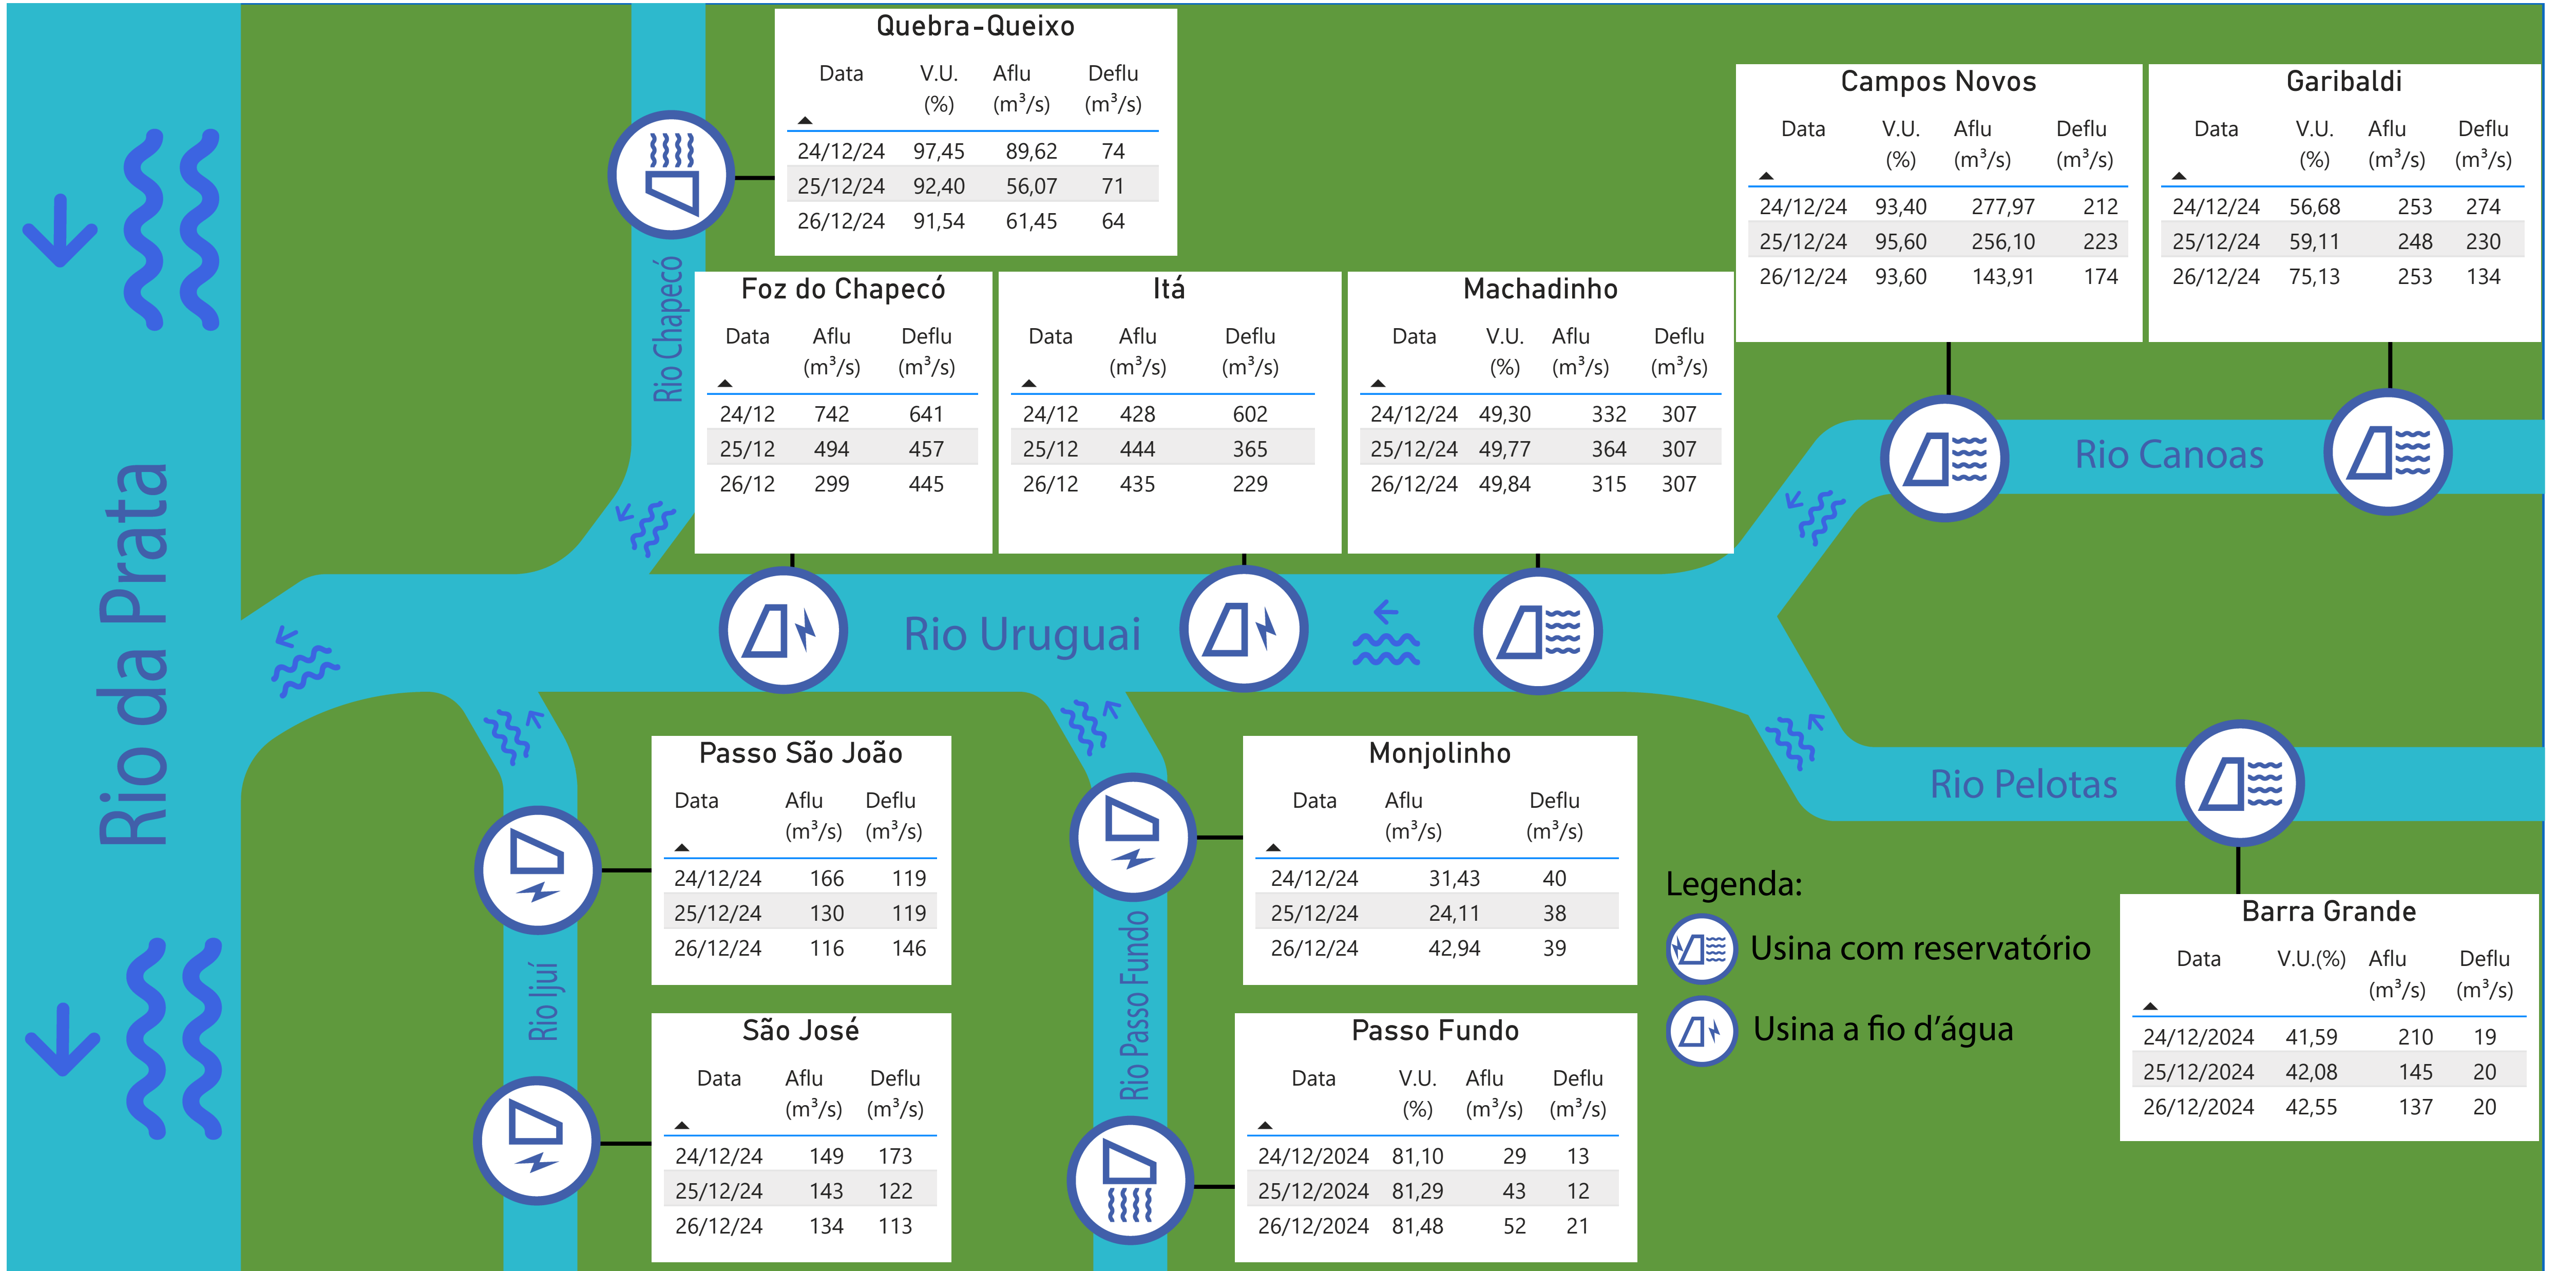 Quebra-Queixo
Data V.U. (%) Aflu (m³/s) Deflu (m³/s)
24/12/24 97,45 89,62 74
25/12/24 92,40 56,07 71
26/12/24 91,54 61,45 64
Campos Novos
Data V.U. (%) Aflu (m³/s) Deflu (m³/s)
24/12/24 93,40 277,97 212
25/12/24 95,60 256,10 223
26/12/24 93,60 143,91 174
Garibaldi
Data V.U. (%) Aflu (m³/s) Deflu (m³/s)
24/12/24 56,68 253 274
25/12/24 59,11 248 230
26/12/24 75,13 253 134
Rio Chapecó
Foz do Chapecó
Data Aflu (m³/s) Deflu (m³/s)
24/12 742 641
25/12 494 457
26/12 299 445
Itá
Data Aflu (m³/s) Deflu (m³/s)
24/12 428 602
25/12 444 365
26/12 435 229
Machadinho
Data V.U. (%) Aflu (m³/s) Deflu (m³/s)
24/12/24 49,30 332 307
25/12/24 49,77 364 307
26/12/24 49,84 315 307
Rio Canoas
Rio da Prata
Rio Uruguai
Rio Pelotas
Passo São João
Data Aflu (m³/s) Deflu (m³/s)
24/12/24 166 119
25/12/24 130 119
26/12/24 116 146
Monjolinho
Data Aflu (m³/s) Deflu (m³/s)
24/12/24 31,43 40
25/12/24 24,11 38
26/12/24 42,94 39
Legenda:
Usina com reservatório
Usina a fio d'água
Barra Grande
Data V.U.(%) Aflu (m³/s) Deflu (m³/s)
24/12/2024 41,59 210 19
25/12/2024 42,08 145 20
26/12/2024 42,55 137 20
Rio Ijuí
São José
Data Aflu (m³/s) Deflu (m³/s)
24/12/24 149 173
25/12/24 143 122
26/12/24 134 113
Rio Passo Fundo
Passo Fundo
Data V.U. (%) Aflu (m³/s) Deflu (m³/s)
24/12/2024 81,10 29 13
25/12/2024 81,29 43 12
26/12/2024 81,48 52 21